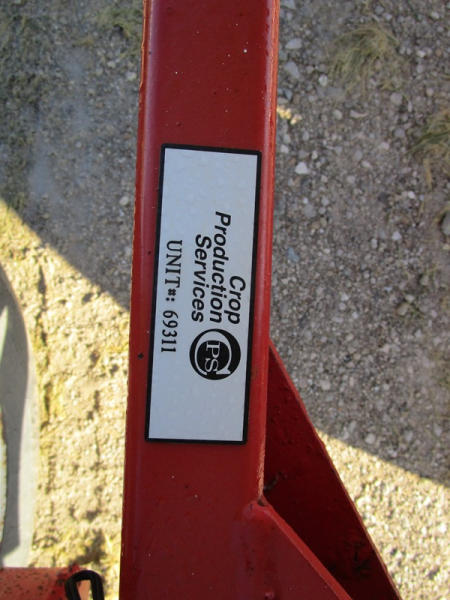 Crop
Production
Services
CPS
UNIT#: 69311